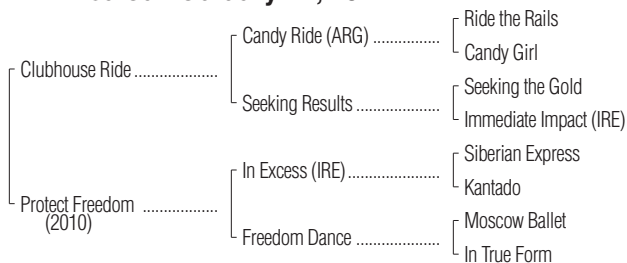 Ride the Rails
Candy Ride (ARG) ................
Candy Girl
Clubhouse Ride ....................
Seeking the Gold
Seeking Results ....................
Immediate Impact (IRE)
Siberian Express
In Excess (IRE)......................
Kantado
Protect Freedom ..................
(2010)
Moscow Ballet
Freedom Dance ....................
In True Form